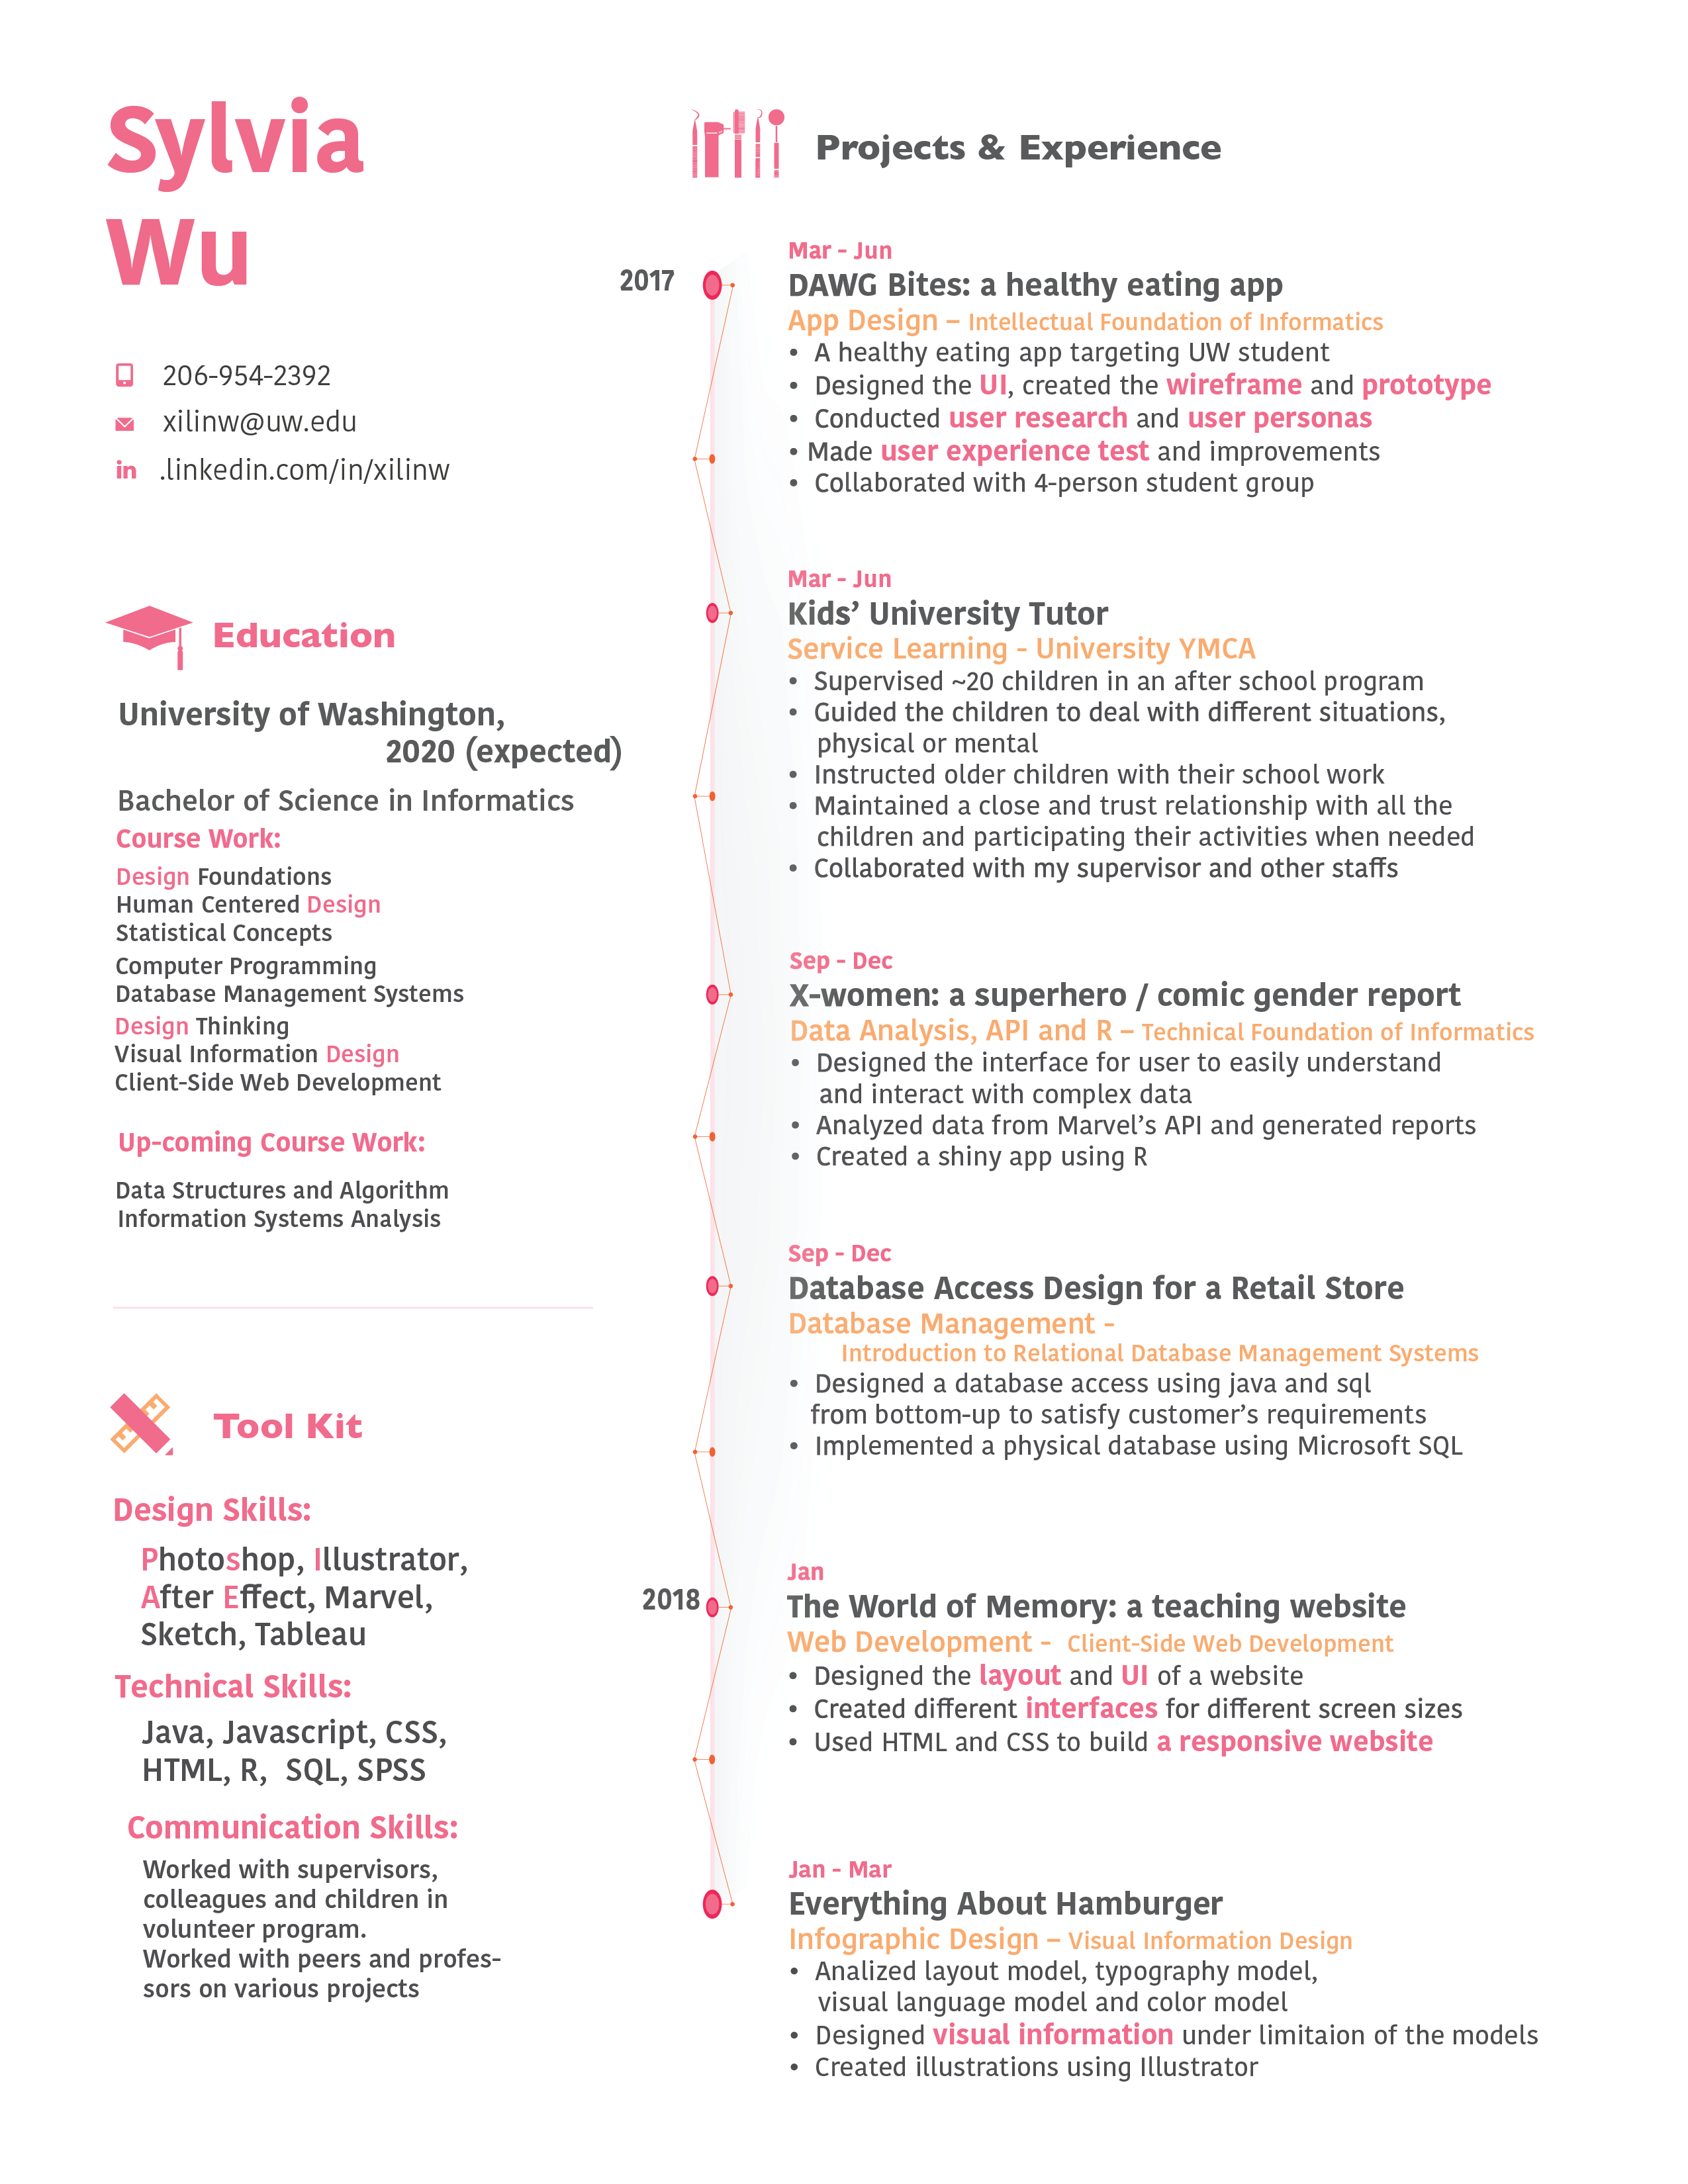 Sylvia
Wu
206-954-2392
xilinw@uw.edu
in .linkedin.com/in/xilinw
Education
University of Washington,
2020 (expected)
Bachelor of Science in Informatics
Course Work:
Design Foundations
Human Centered Design
Statistical Concepts
Computer Programming
Database Management Systems
Design Thinking
Visual Information Design
Client-Side Web Development
Up-coming Course Work:
Data Structures and Algorithm
Information Systems Analysis
Tool Kit
Design Skills:
Photoshop, Illustrator,
After Effect, Marvel,
Sketch, Tableau
Technical Skills:
Java, Javascript, CSS,
HTML, R, SQL, SPSS
Communication Skills:
Worked with supervisors,
colleagues and children in
volunteer program.
Worked with peers and profes-
sors on various projects
Projects & Experience
2017
Mar - Jun
DAWG Bites: a healthy eating app
App Design – Intellectual Foundation of Informatics
• A healthy eating app targeting UW student
• Designed the UI, created the wireframe and prototype
• Conducted user research and user personas
• Made user experience test and improvements
• Collaborated with 4-person student group
Mar - Jun
Kids’ University Tutor
Service Learning - University YMCA
• Supervised ~20 children in an after school program
• Guided the children to deal with different situations,
physical or mental
• Instructed older children with their school work
• Maintained a close and trust relationship with all the
children and participating their activities when needed
• Collaborated with my supervisor and other staffs
Sep - Dec
X-women: a superhero / comic gender report
Data Analysis, API and R – Technical Foundation of Informatics
• Designed the interface for user to easily understand
and interact with complex data
• Analyzed data from Marvel’s API and generated reports
• Created a shiny app using R
Sep - Dec
Database Access Design for a Retail Store
Database Management -
Introduction to Relational Database Management Systems
• Designed a database access using java and sql
from bottom-up to satisfy customer’s requirements
• Implemented a physical database using Microsoft SQL
2018
Jan
The World of Memory: a teaching website
Web Development - Client-Side Web Development
• Designed the layout and UI of a website
• Created different interfaces for different screen sizes
• Used HTML and CSS to build a responsive website
Jan - Mar
Everything About Hamburger
Infographic Design – Visual Information Design
• Analized layout model, typography model,
visual language model and color model
• Designed visual information under limitaion of the models
• Created illustrations using Illustrator